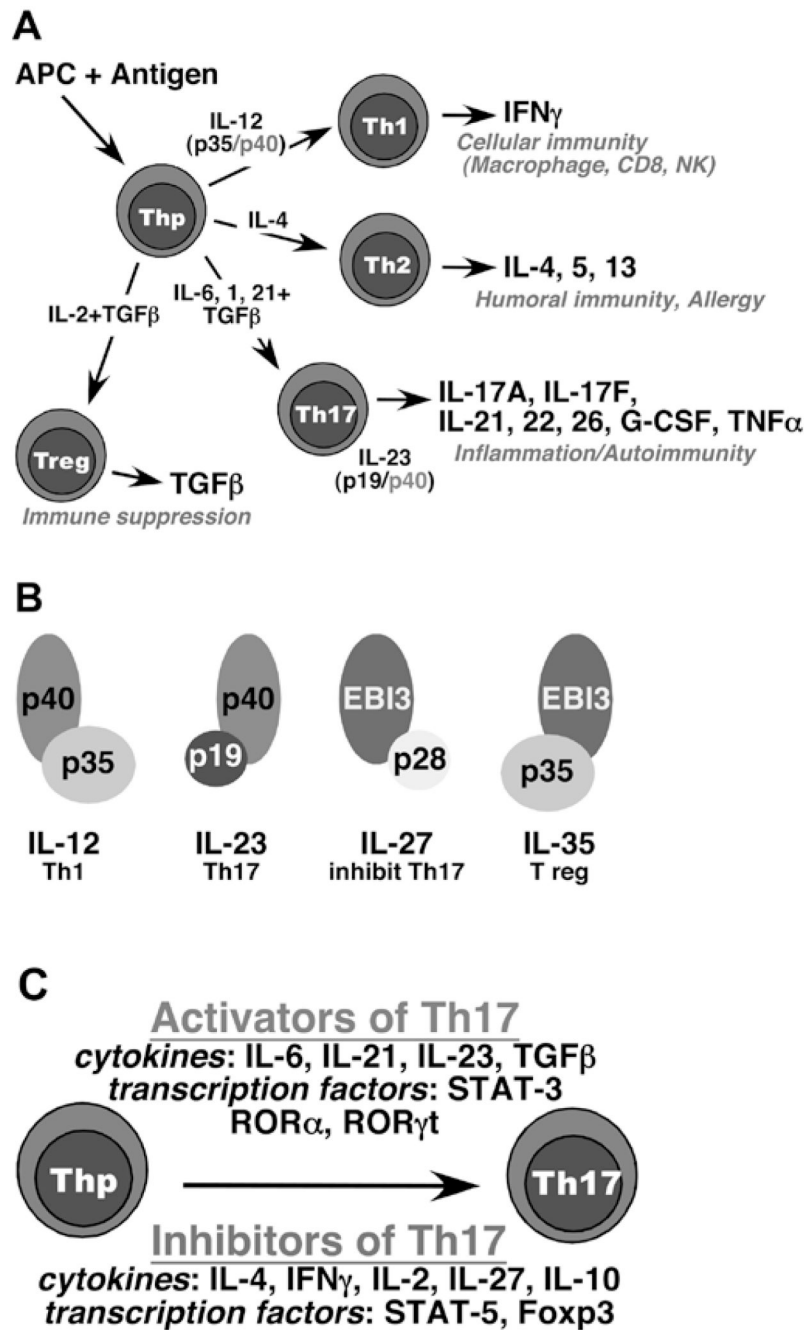 A
APC + Antigen
IL-12
(p35/p40)
Th1
IFNγ
Cellular immunity
(Macrophage, CD8, NK)
Thp
IL-4
Th2
IL-4, 5, 13
Humoral immunity, Allergy
IL-2+TGFβ
IL-6, 1, 21+
TGFβ
Th17
IL-17A, IL-17F,
IL-21, 22, 26, G-CSF, TNFα
Inflammation/Autoimmunity
IL-23
(p19/p40)
Treg
TGFβ
Immune suppression
B
p40
p35
IL-12
Th1
p40
p19
IL-23
Th17
EBI3
p28
IL-27
inhibit Th17
EBI3
p35
IL-35
T reg
C
Activators of Th17
cytokines: IL-6, IL-21, IL-23, TGFβ
transcription factors: STAT-3
RORα, RORγt
Thp
Th17
Inhibitors of Th17
cytokines: IL-4, IFNγ, IL-2, IL-27, IL-10
transcription factors: STAT-5, Foxp3